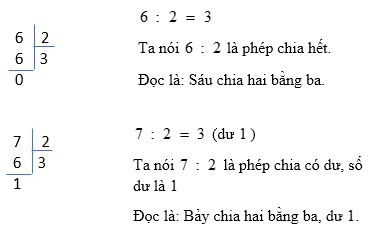 6 : 2 = 3
6 2
6 3
0
Ta nói 6 : 2 là phép chia hết.
Đọc là: Sáu chia hai bằng ba.
7 : 2 = 3 (dư 1)
7 2
6 3
1
Ta nói 7 : 2 là phép chia có dư, số
dư là 1
Đọc là: Bầy chia hai bằng ba, dư 1.